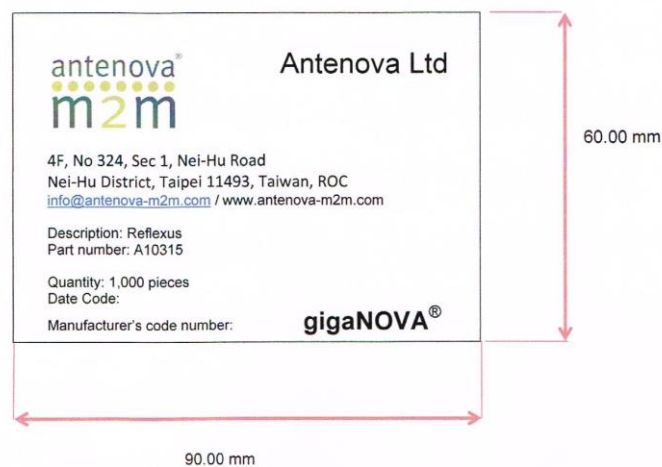 antenova®
m2m
Antenova Ltd
4F, No 324, Sec 1, Nei-Hu Road
Nei-Hu District, Taipei 11493, Taiwan, ROC
info@antenova-m2m.com / www.antenova-m2m.com
Description: Reflexus
Part number: A10315
Quantity: 1,000 pieces
Date Code:
Manufacturer's code number:
gigaNOVA®
60.00 mm
90.00 mm